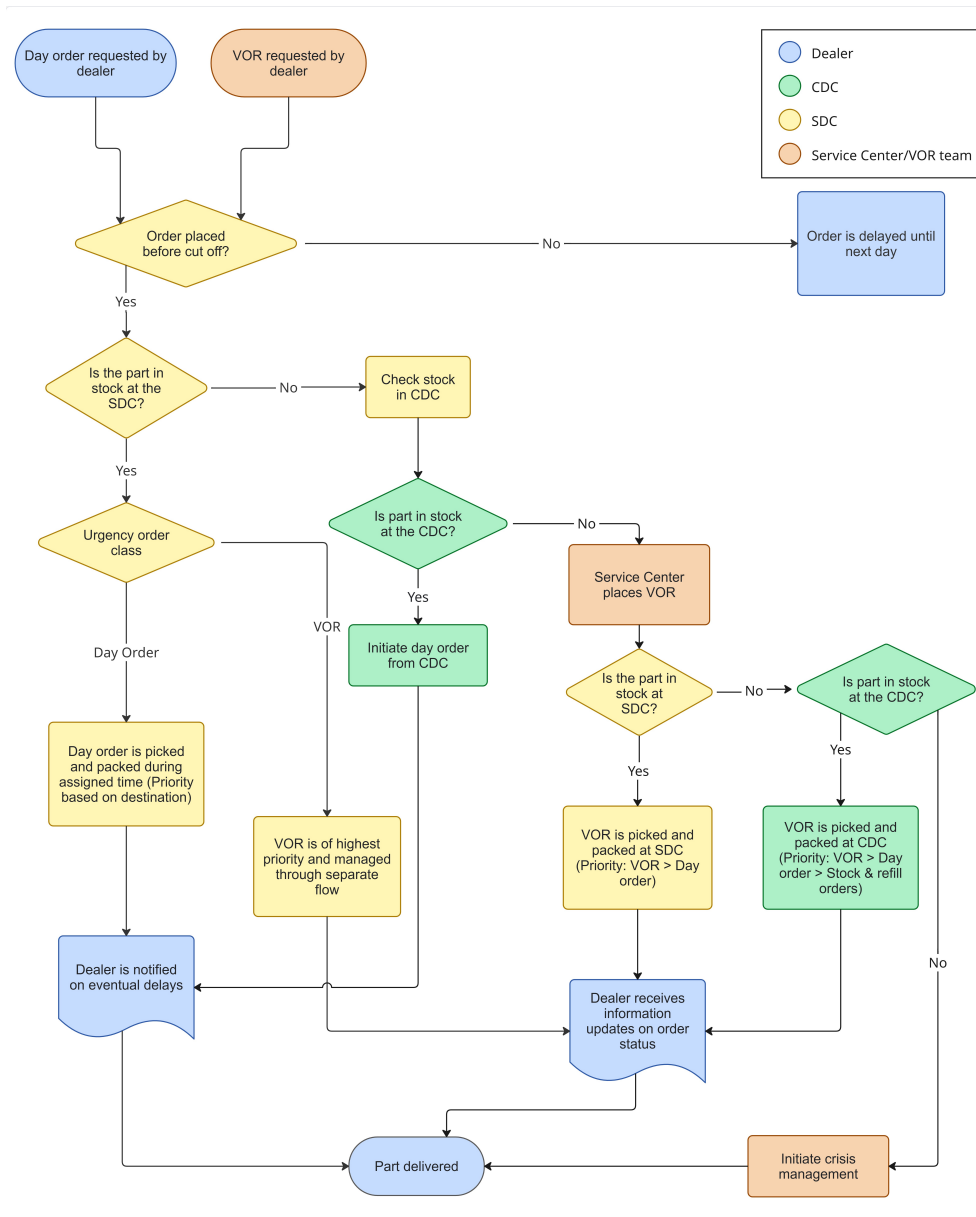 Day order requested by
dealer
VOR requested by
dealer
Dealer
CDC
SDC
Service Center/VOR team
Order placed
before cut off?
No
Order is delayed until
next day
Yes
Is the part in
stock at the
SDC?
No
Check stock
in CDC
Yes
Urgency order
class
Is part in stock
at the CDC?
No
Service Center
places VOR
Yes
VOR
Day Order
Initiate day order
from CDC
Is the part in
stock at
SDC?
No
Is part in stock
at the CDC?
Yes
Yes
Day order is picked
and packed during
assigned time (Priority
based on destination)
VOR is of highest
priority and managed
through separate
flow
VOR is picked and
packed at SDC
(Priority: VOR > Day
order)
VOR is picked and
packed at CDC
(Priority: VOR > Day
order > Stock & refill
orders)
No
Dealer is notified
on eventual delays
Dealer receives
information
updates on order
status
Part delivered
Initiate crisis
management